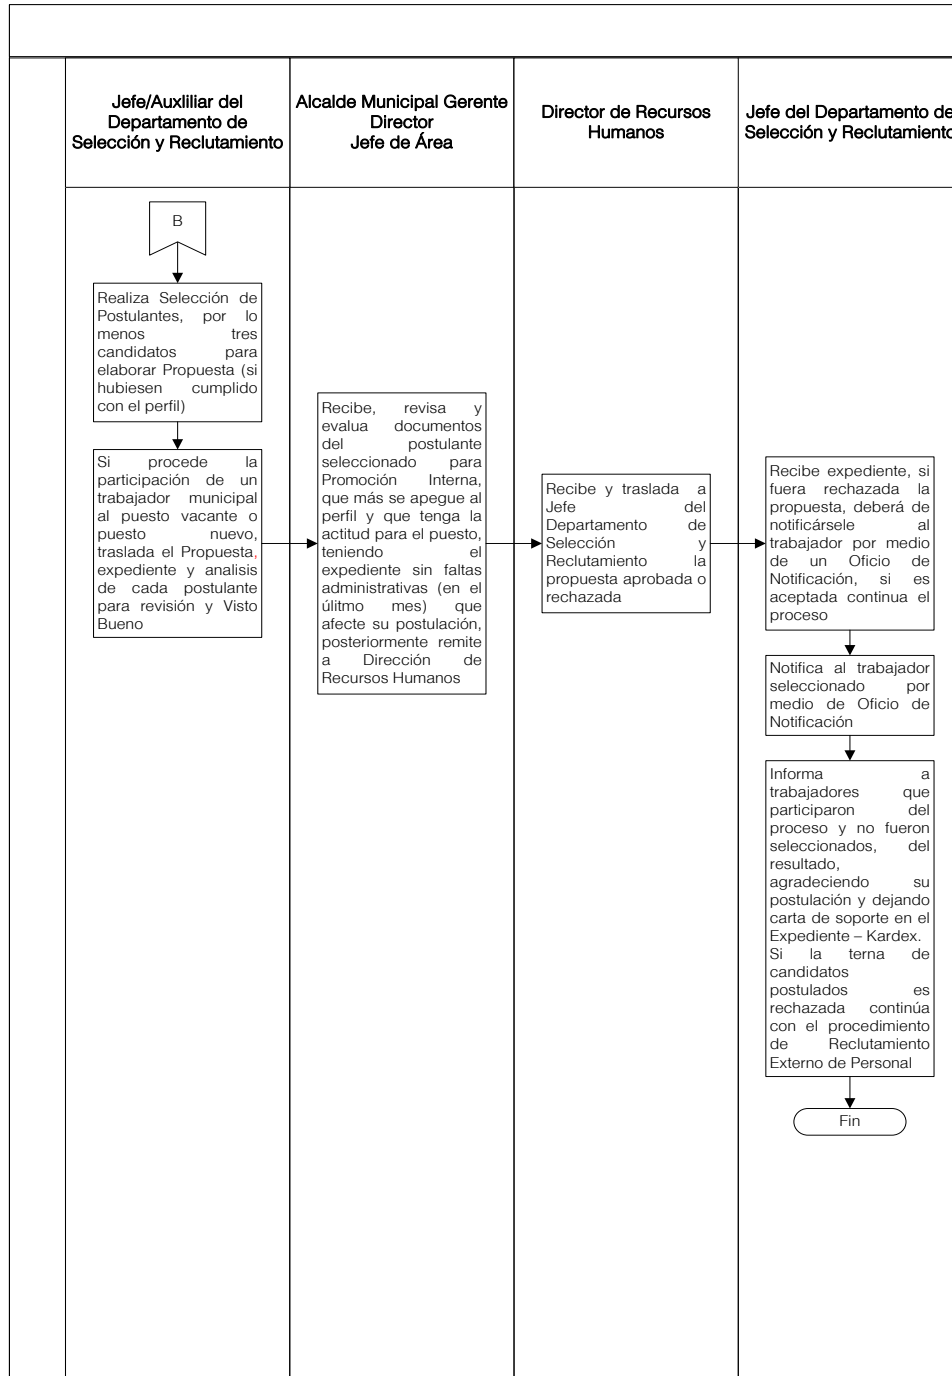 Jefe/Auxliliar del
Departamento de
Selección y Reclutamiento
Alcalde Municipal Gerente
Director
Jefe de Área
Director de Recursos
Humanos
Jefe del Departamento de
Selección y Reclutamiento
B
Realiza Selección de
Postulantes, por lo
menos tres
candidatos para
elaborar Propuesta (si
hubiesen cumplido
con el perfil)
Si procede la
participación de un
trabajador municipal
al puesto vacante o
puesto nuevo,
traslada el Propuesta,
expediente y analisis
de cada postulante
para revisión y Visto
Bueno
Recibe, revisa y
evalua documentos
del postulante
seleccionado para
Promoción Interna,
que más se apegue al
perfil y que tenga la
actitud para el puesto,
teniendo el
expediente sin faltas
administrativas (en el
úlitmo mes) que
afecte su postulación,
posteriormente remite
a Dirección de
Recursos Humanos
Recibe y traslada a
Jefe del
Departamento de
Selección y
Reclutamiento la
propuesta aprobada o
rechazada
Recibe expediente, si
fuera rechazada la
propuesta, deberá de
notificársele al
trabajador por medio
de un Oficio de
Notificación, si es
aceptada continua el
proceso
Notifica al trabajador
seleccionado por
medio de Oficio de
Notificación
Informa a
trabajadores que
participaron del
proceso y no fueron
seleccionados, del
resultado,
agradeciendo su
postulación y dejando
carta de soporte en el
Expediente – Kardex.
Si la terna de
candidatos
postulados es
rechazada continúa
con el procedimiento
de Reclutamiento
Externo de Personal
Fin